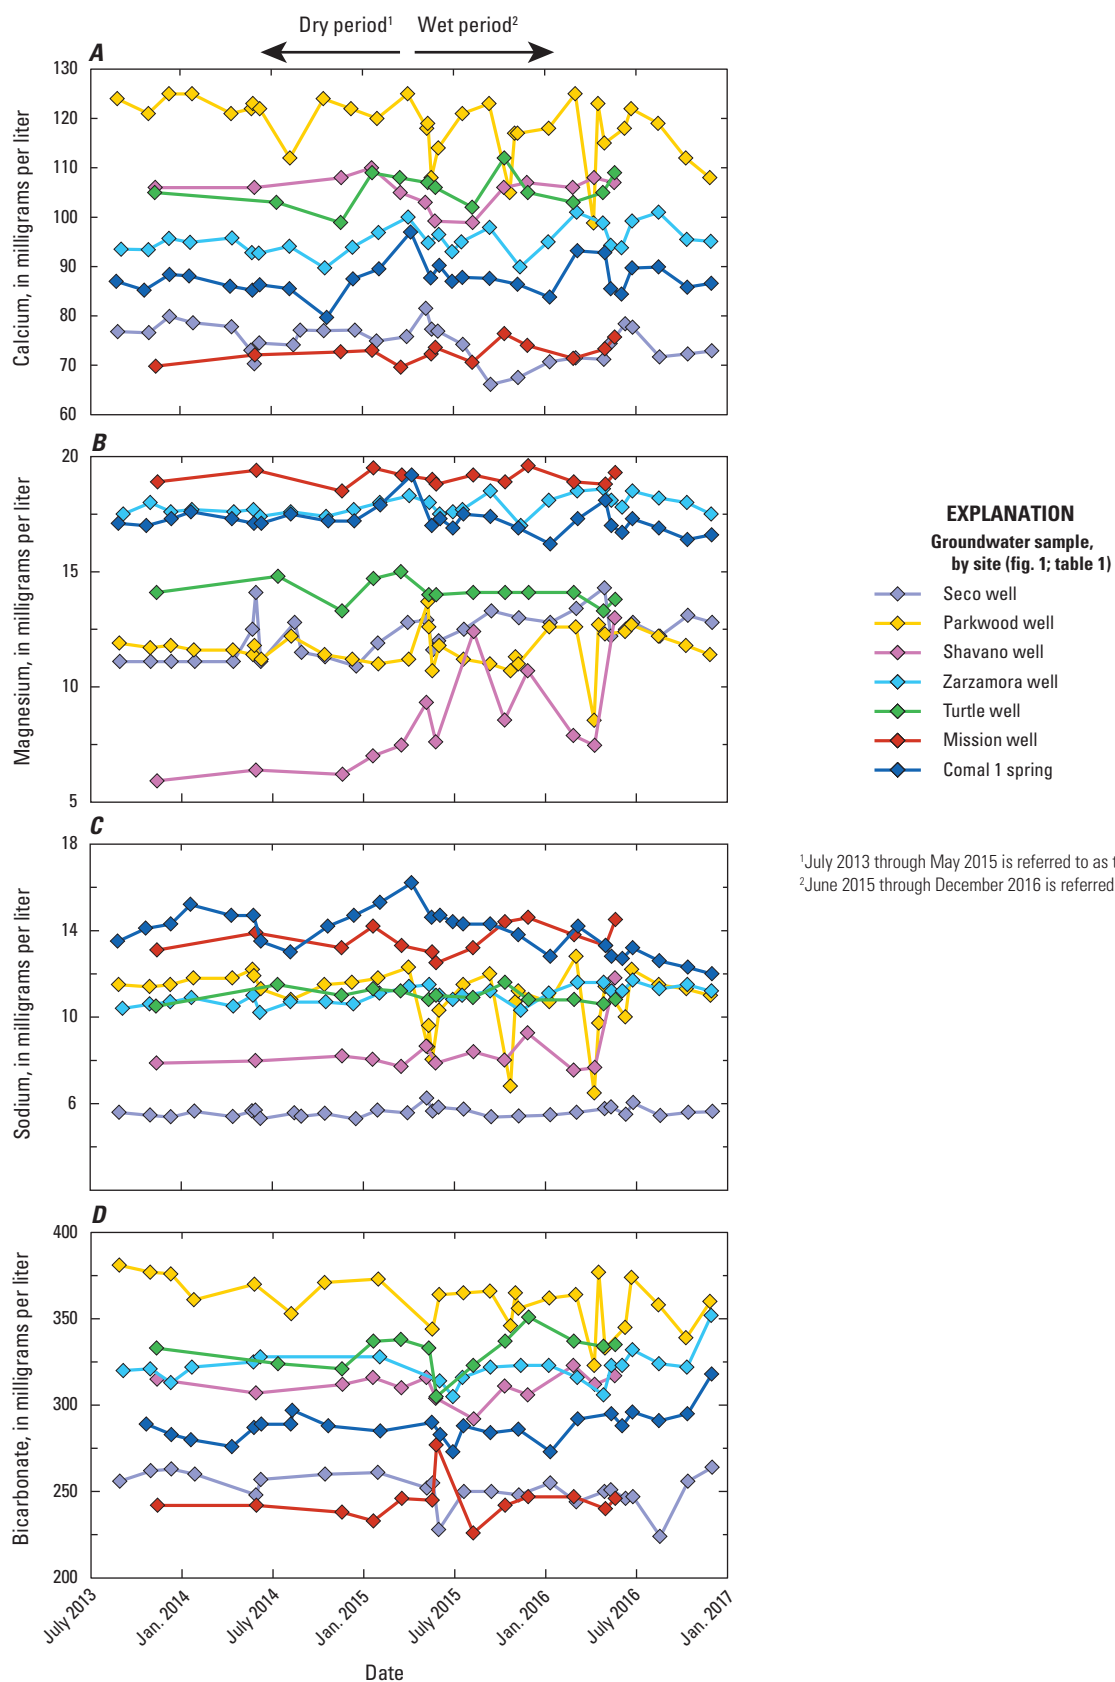 Dry period1 Wet period2
A
130
120
110
100
90
80
70
60
Calcium, in milligrams per liter
B
20
15
10
5
Magnesium, in milligrams per liter
EXPLANATION
Groundwater sample,
by site (fig. 1; table 1)
Seco well
Parkwood well
Shavano well
Zarzamora well
Turtle well
Mission well
Comal 1 spring
C
18
14
10
6
Sodium, in milligrams per liter
1July 2013 through May 2015 is referred to as
2June 2015 through December 2016 is referred
D
400
350
300
250
200
Bicarbonate, in milligrams per liter
July 2013
Jan. 2014
July 2014
Jan. 2015
July 2015
Jan. 2016
July 2016
Jan. 2017
Date